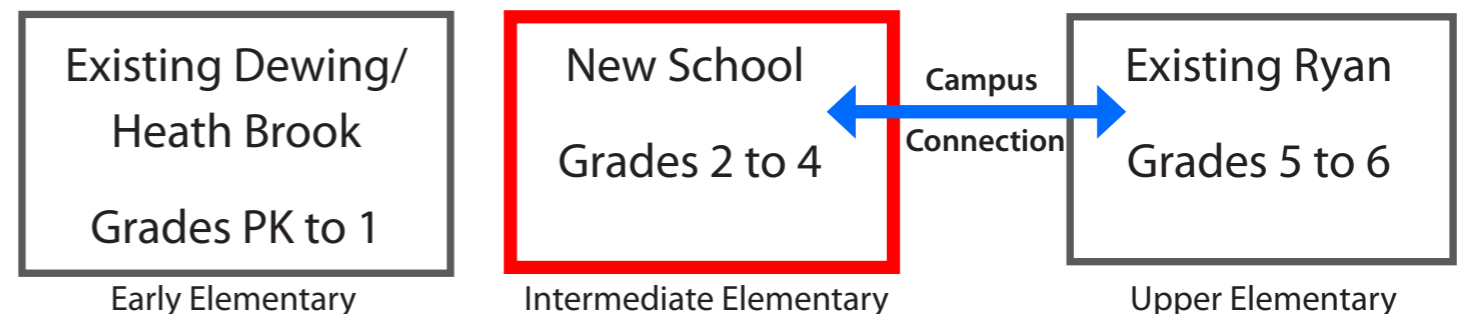 Existing Dewing/
Heath Brook
Grades PK to 1
Early Elementary
New School
Grades 2 to 4
Intermediate Elementary
Campus
Connection
Existing Ryan
Grades 5 to 6
Upper Elementary